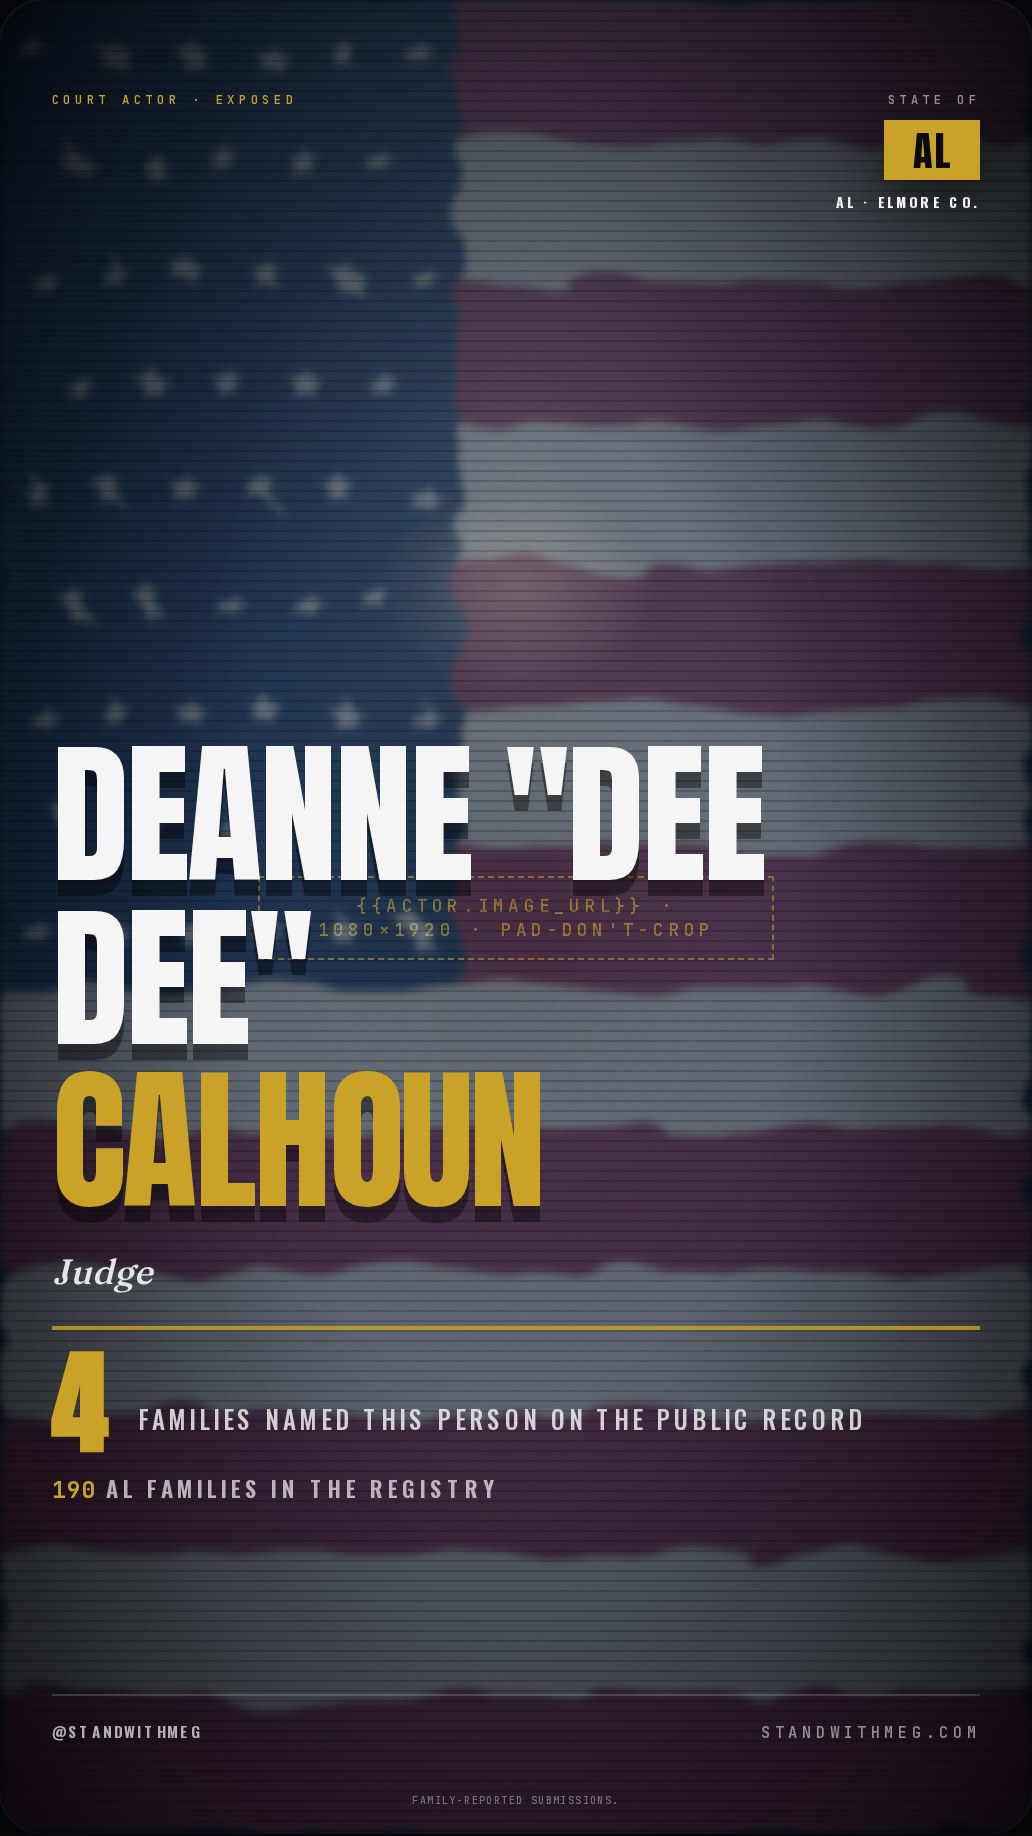 COURT ACTOR · EXPOSED
STATE OF
AL
AL · ELMORE CO.
DEANNE "DEE
DEE"
{{ACTOR.IMAGE_URL}} ·
1080×1920 · PAD-DON'T-CROP
CALHOUN
Judge
4 FAMILIES NAMED THIS PERSON ON THE PUBLIC RECORD
190 AL FAMILIES IN THE REGISTRY
@STANDWITHMEG
STANDWITHMEG.COM
FAMILY-REPORTED SUBMISSIONS.